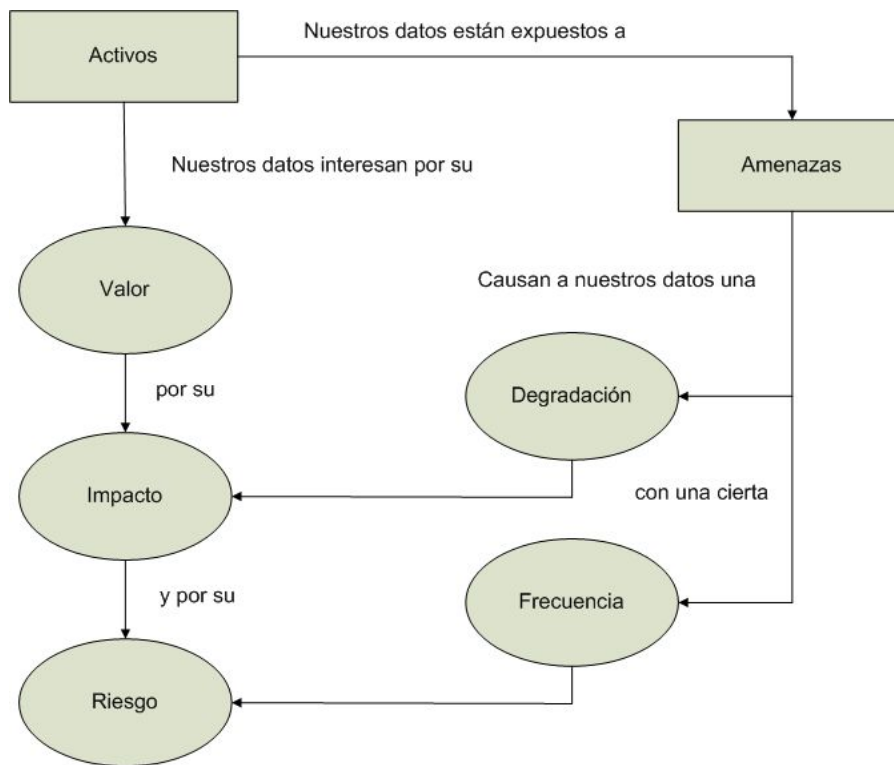 Nuestros datos están expuestos a
Activos
Nuestros datos interesan por su
Amenazas
Valor
Causan a nuestros datos una
por su
Degradación
Impacto
con una cierta
y por su
Frecuencia
Riesgo